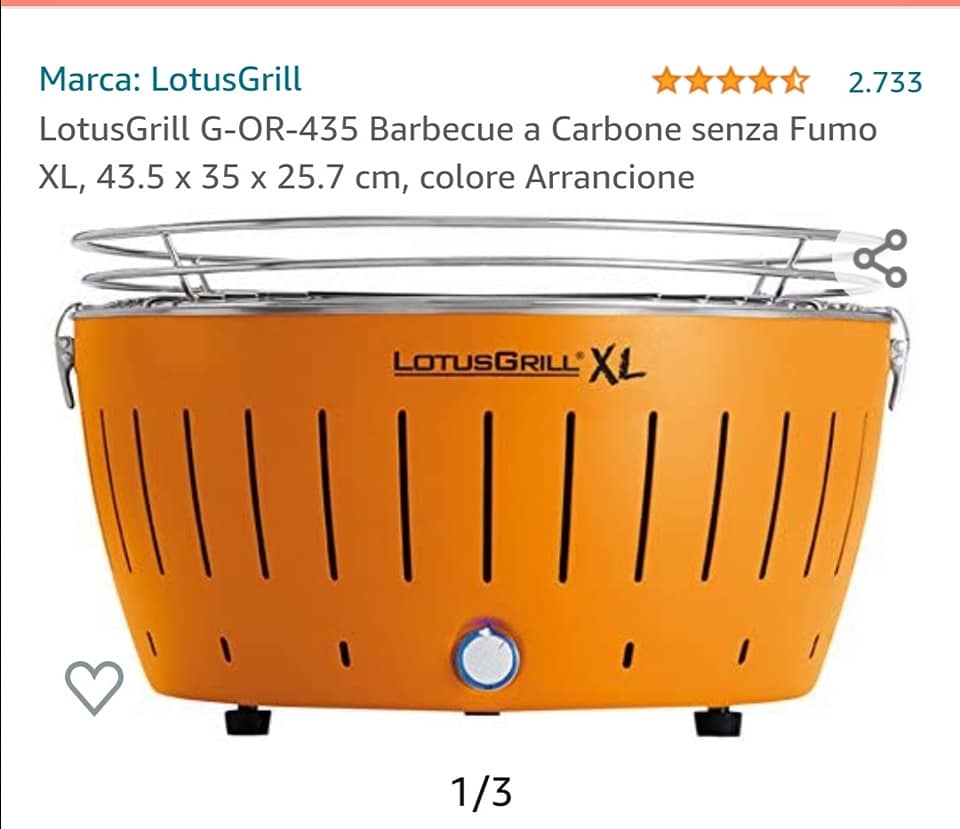 Marca: LotusGrill 2.733
LotusGrill G-OR-435 Barbecue a Carbone senza Fumo
XL, 43.5 x 35 x 25.7 cm, colore Arrancione
LOTUSGRILL® XL
1/3